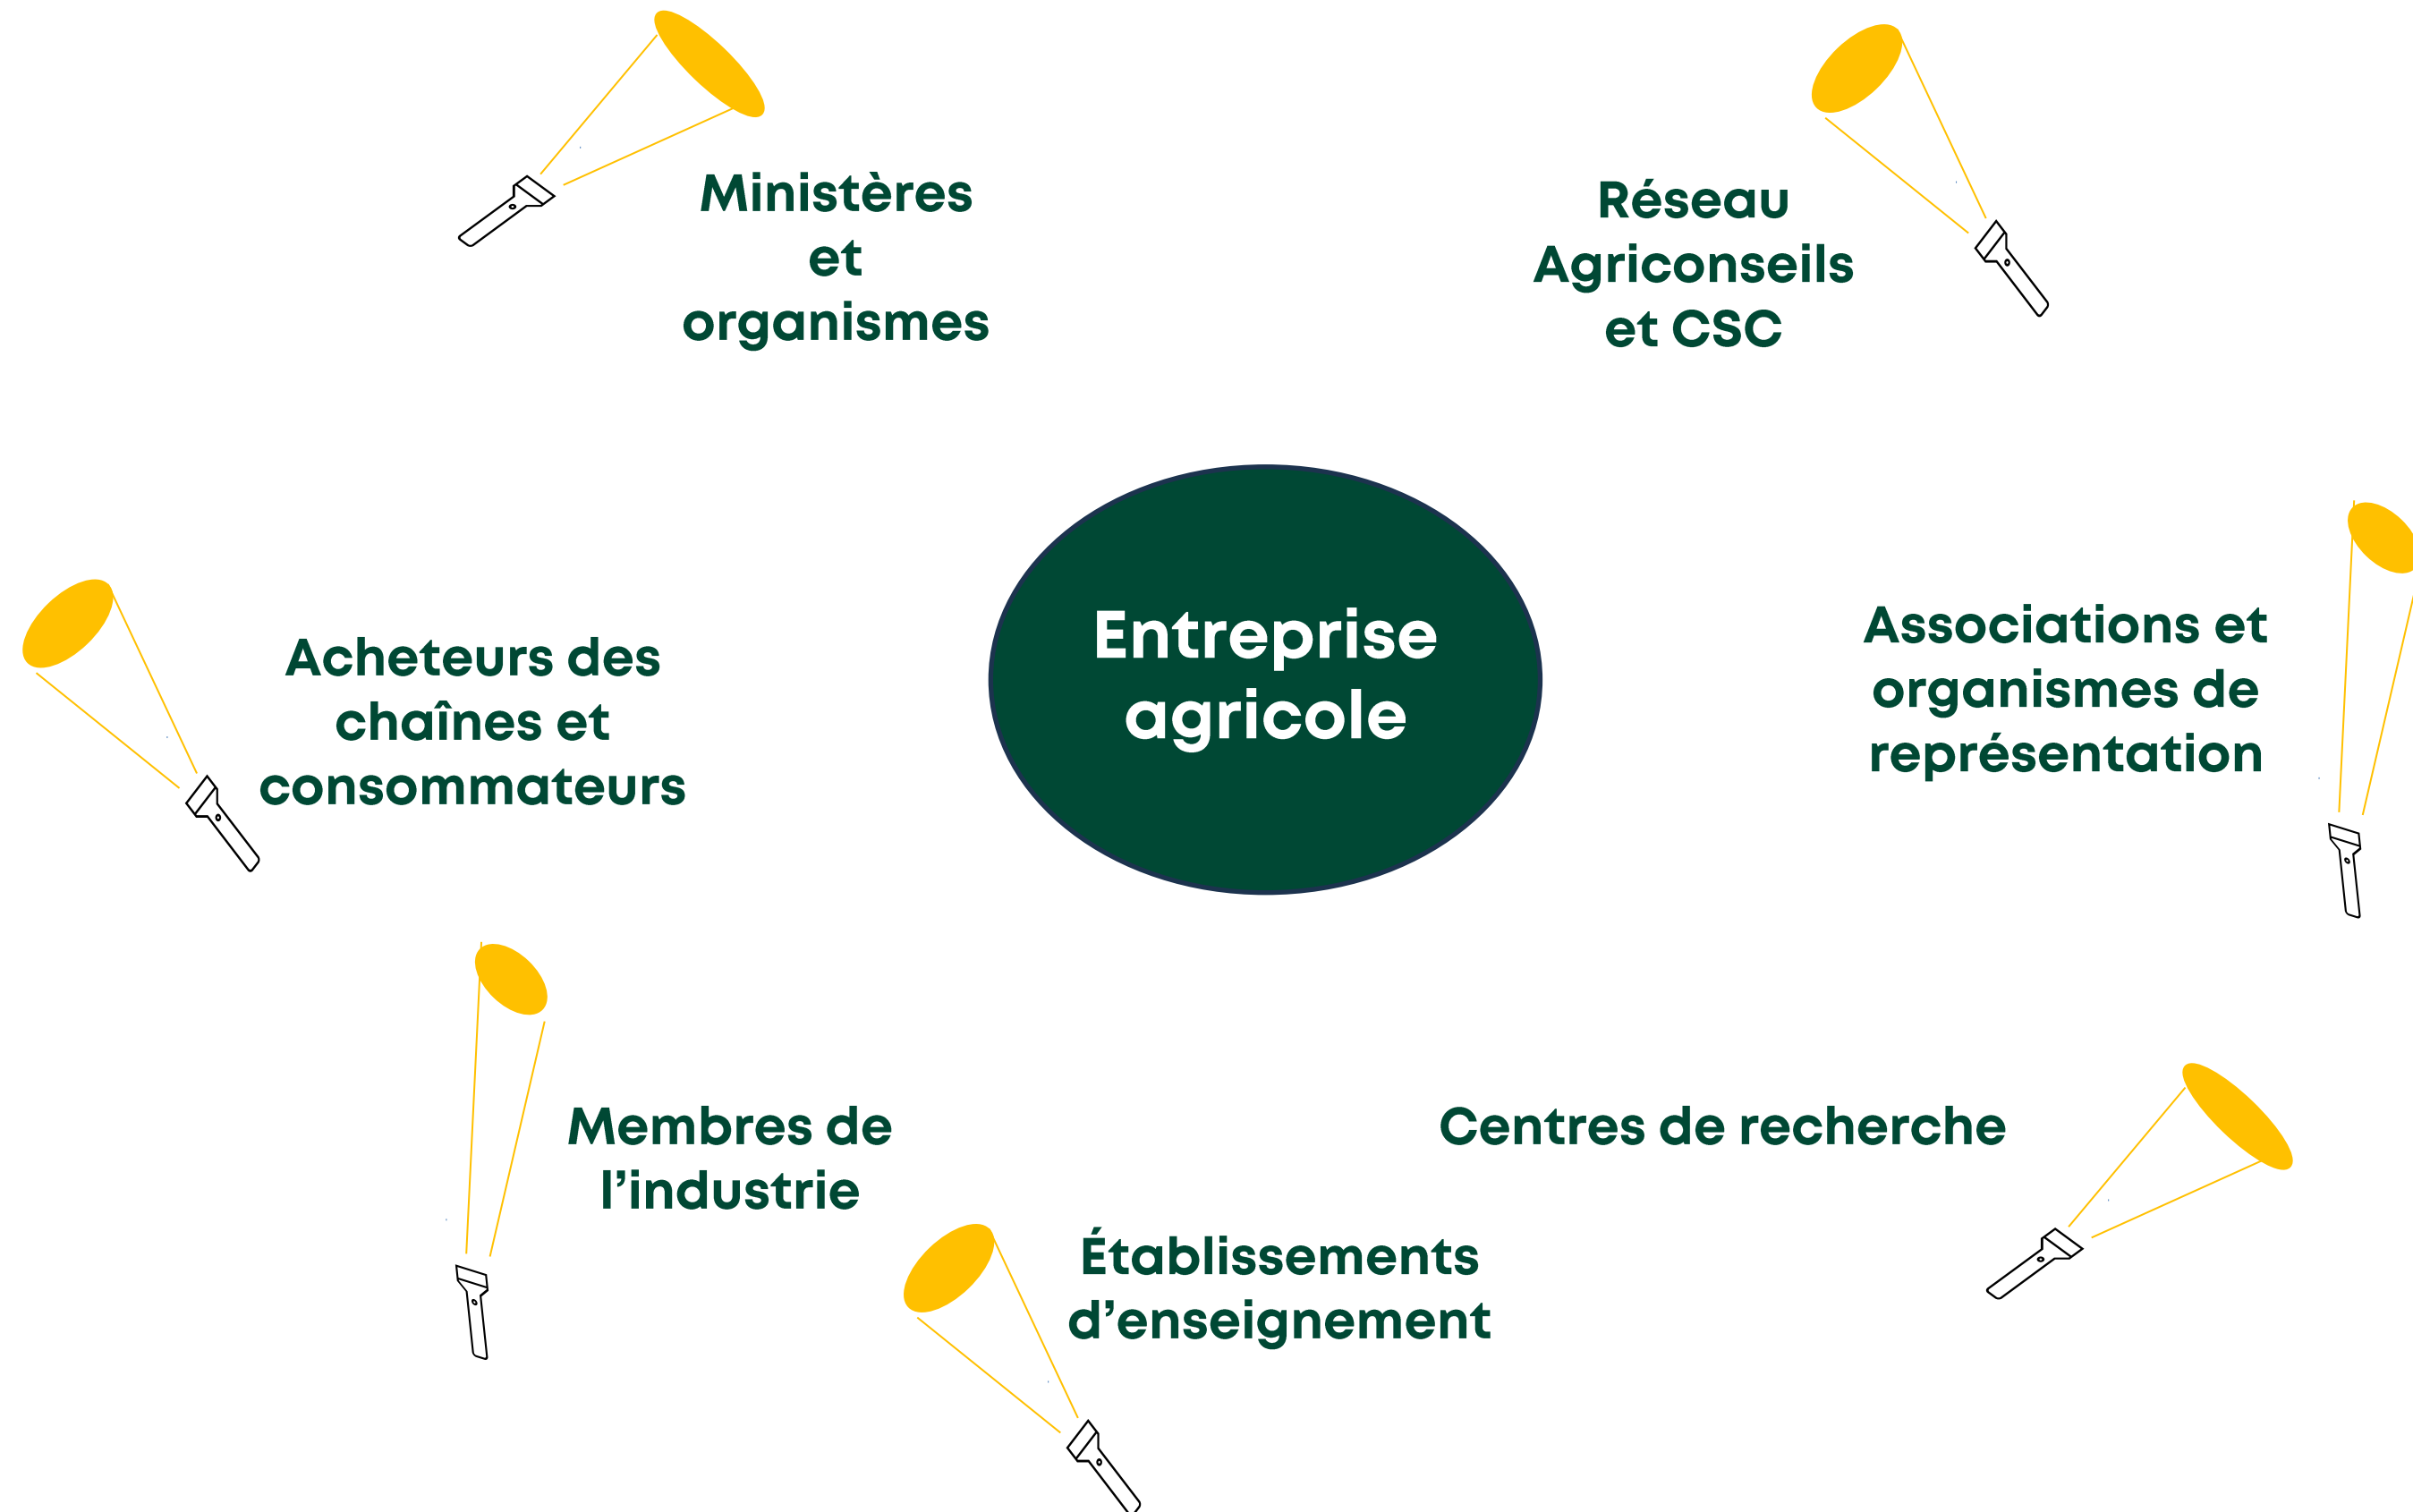 Ministères
et
organismes
Réseau
Agriconseils
et CSC
Acheteurs des
chaînes et
consommateurs
Entreprise
agricole
Associations et
organismes de
représentation
Membres de
l’industrie
Centres de recherche
Établissements
d’enseignement